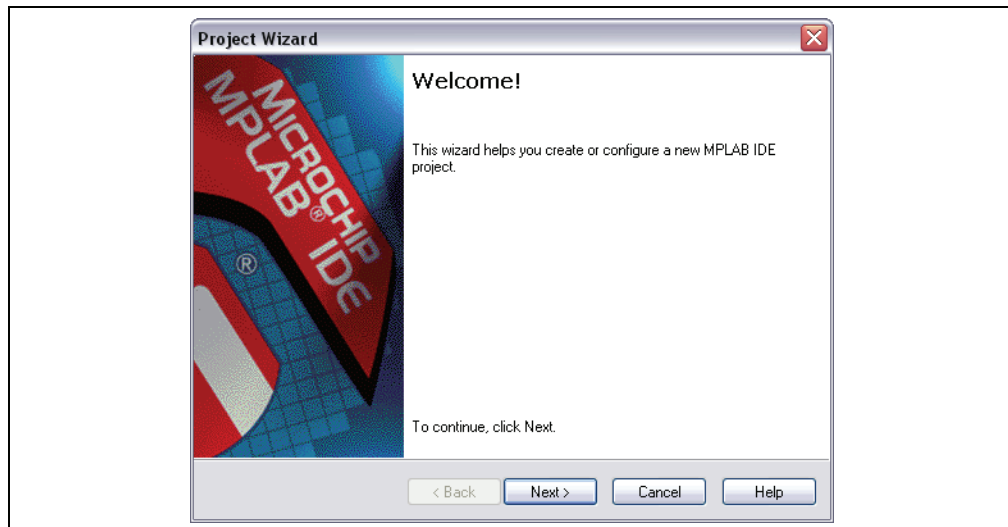 Project Wizard
MICROCHIP
MPLAB® IDE
®
Welcome!
This wizard helps you create or configure a new MPLAB IDE
project.
To continue, click Next.
< Back
Next >
Cancel
Help